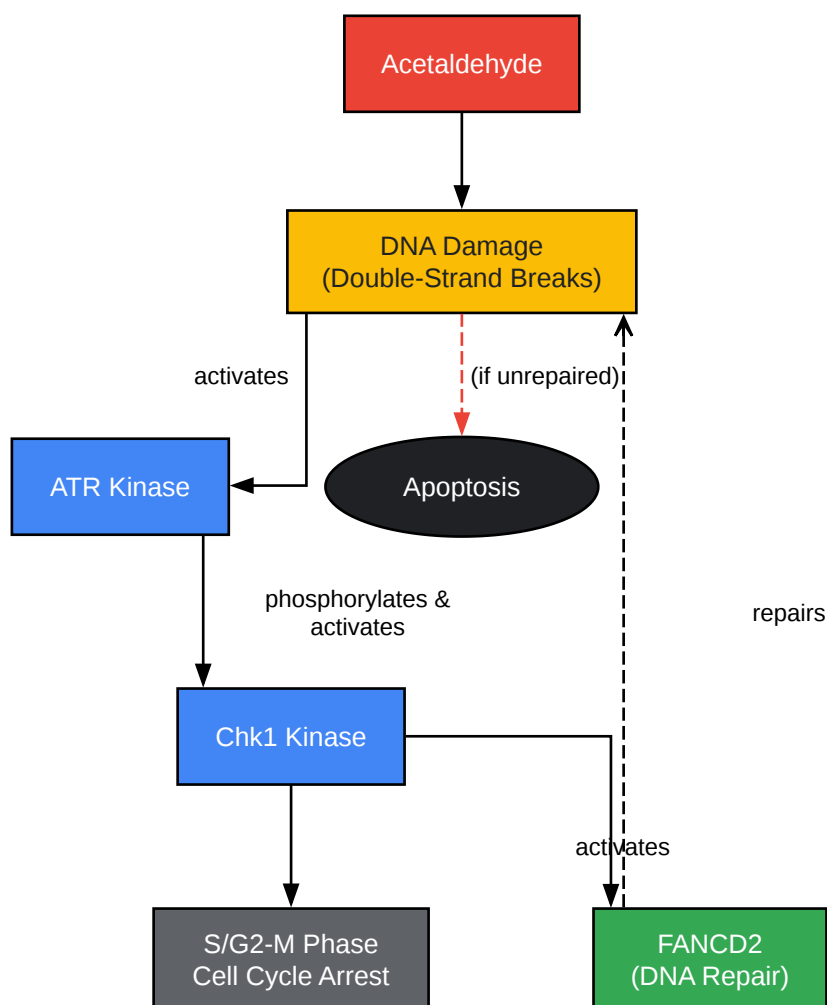 Acetaldehyde
DNA Damage
(Double-Strand Breaks)
activates
(if unrepaired)
ATR Kinase
Apoptosis
phosphorylates &
activates
repairs
Chk1 Kinase
activates
S/G2-M Phase
Cell Cycle Arrest
FANCD2
(DNA Repair)